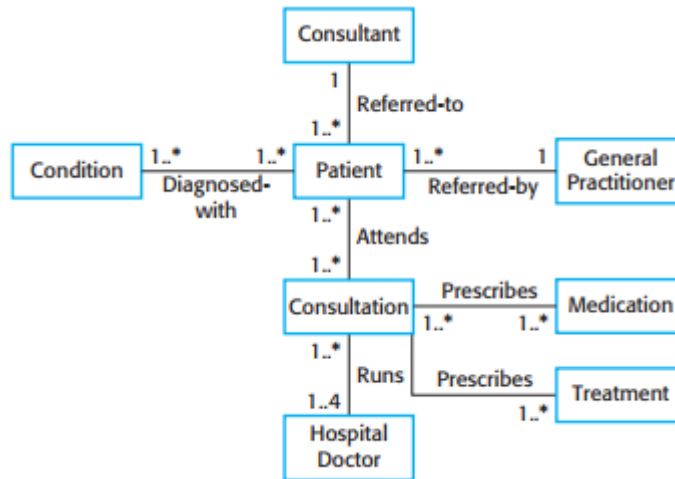 Consultant
1
Referred-to
1..*
1..*
1..*
1..*
1
Condition
Patient
General
Practitioner
Diagnosed-
with
Referred-by
1..*
Attends
1..*
Prescribes
Consultation
Medication
1..*
1..*
1..*
Runs
Prescribes
Treatment
1..4
1..*
Hospital
Doctor